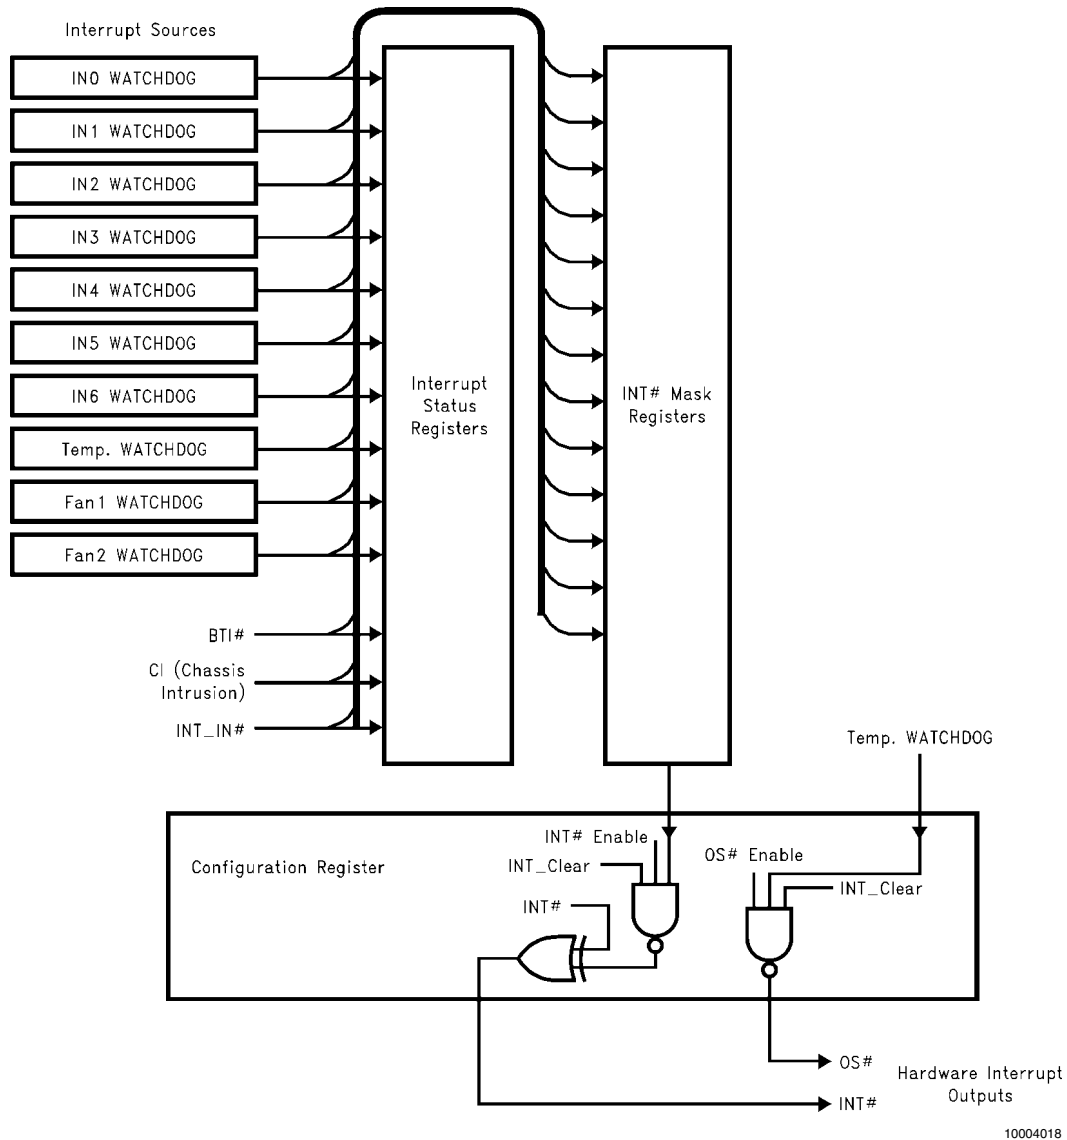 Interrupt Sources
IN0 WATCHDOG
IN1 WATCHDOG
IN2 WATCHDOG
IN3 WATCHDOG
IN4 WATCHDOG
IN5 WATCHDOG
IN6 WATCHDOG
Temp. WATCHDOG
Fan1 WATCHDOG
Fan2 WATCHDOG
BTI#
CI (Chassis
Intrusion)
INT_IN#
Interrupt
Status
Registers
INT# Mask
Registers
Temp. WATCHDOG
Configuration Register
INT# Enable
INT_Clear
INT#
OS# Enable
INT_Clear
OS#
INT#
Hardware Interrupt
Outputs
10004018